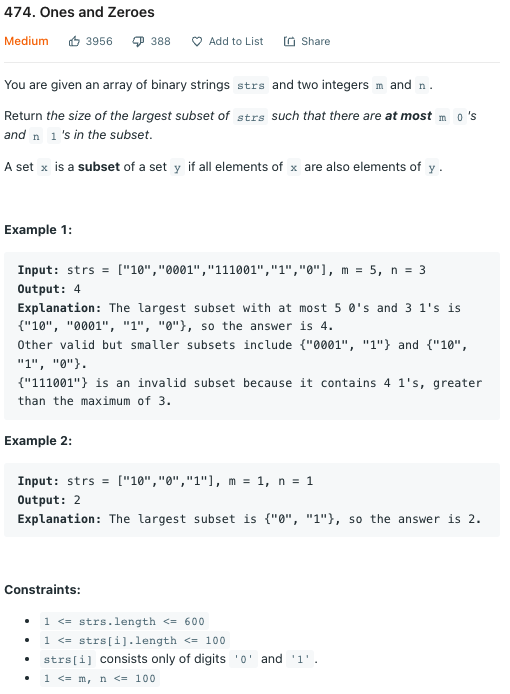 474. Ones and Zeroes
Medium 3956 388 Add to List Share
You are given an array of binary strings strs and two integers m and n.
Return the size of the largest subset of strs such that there are at most m 0's
and n 1's in the subset.
A set x is a subset of a set y if all elements of x are also elements of y.
Example 1:
Input: strs = ["10","0001","111001","1","0"], m = 5, n = 3
Output: 4
Explanation: The largest subset with at most 5 0's and 3 1's is
{"10", "0001", "1", "0"}, so the answer is 4.
Other valid but smaller subsets include {"0001", "1"} and {"10",
"1", "0"}.
{"111001"} is an invalid subset because it contains 4 1's, greater
than the maximum of 3.
Example 2:
Input: strs = ["10","0","1"], m = 1, n = 1
Output: 2
Explanation: The largest subset is {"0", "1"}, so the answer is 2.
Constraints:
• 1 <= strs.length <= 600
• 1 <= strs[i].length <= 100
• strs[i] consists only of digits '0' and '1'.
• 1 <= m, n <= 100